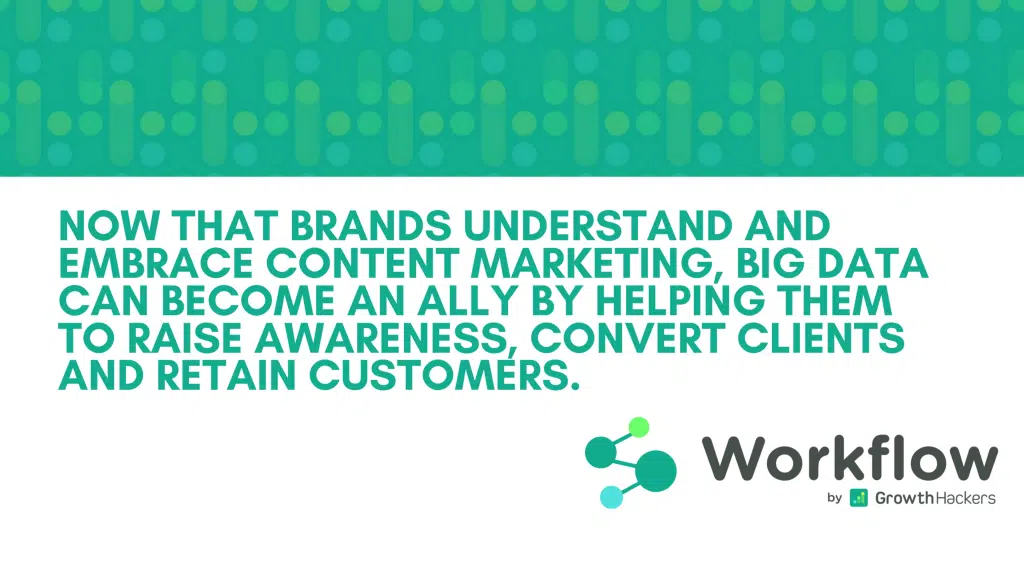 NOW THAT BRANDS UNDERSTAND AND
EMBRACE CONTENT MARKETING, BIG DATA
CAN BECOME AN ALLY BY HELPING THEM
TO RAISE AWARENESS, CONVERT CLIENTS
AND RETAIN CUSTOMERS.
Workflow
by GrowthHackers